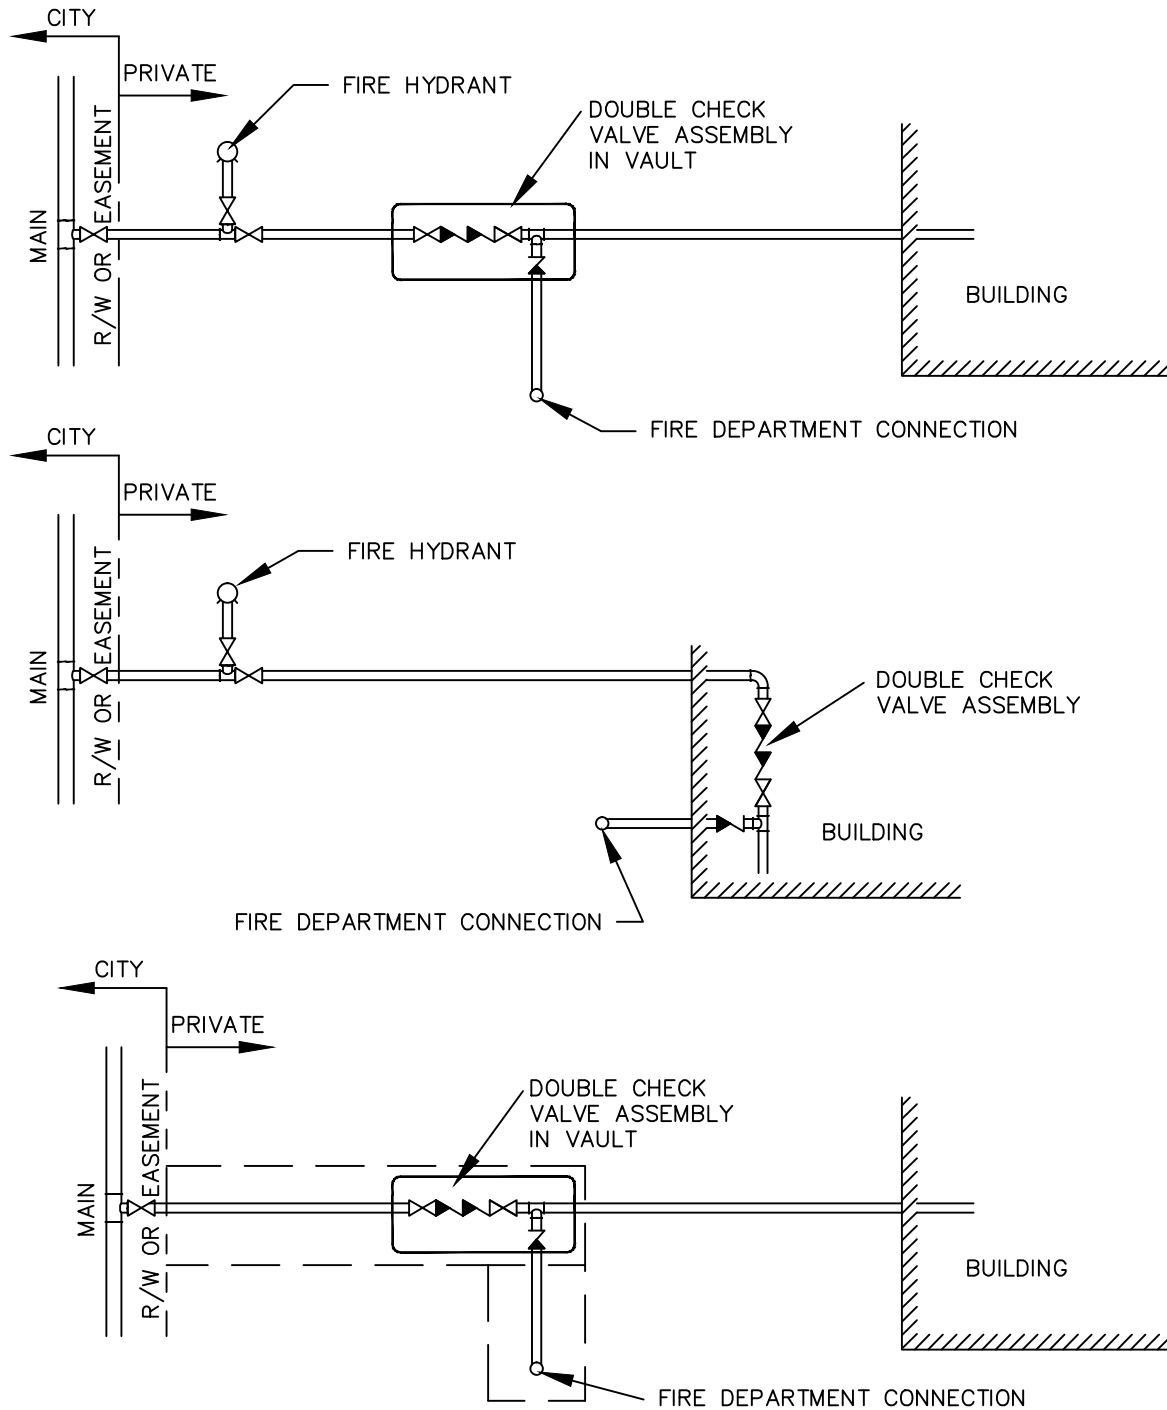 CITY
PRIVATE
FIRE HYDRANT
DOUBLE CHECK
VALVE ASSEMBLY
IN VAULT
MAIN
R/W OR EASEMENT
BUILDING
FIRE DEPARTMENT CONNECTION
CITY
PRIVATE
FIRE HYDRANT
MAIN
R/W OR EASEMENT
DOUBLE CHECK
VALVE ASSEMBLY
BUILDING
FIRE DEPARTMENT CONNECTION
CITY
PRIVATE
DOUBLE CHECK
VALVE ASSEMBLY
IN VAULT
MAIN
R/W OR EASEMENT
BUILDING
FIRE DEPARTMENT CONNECTION